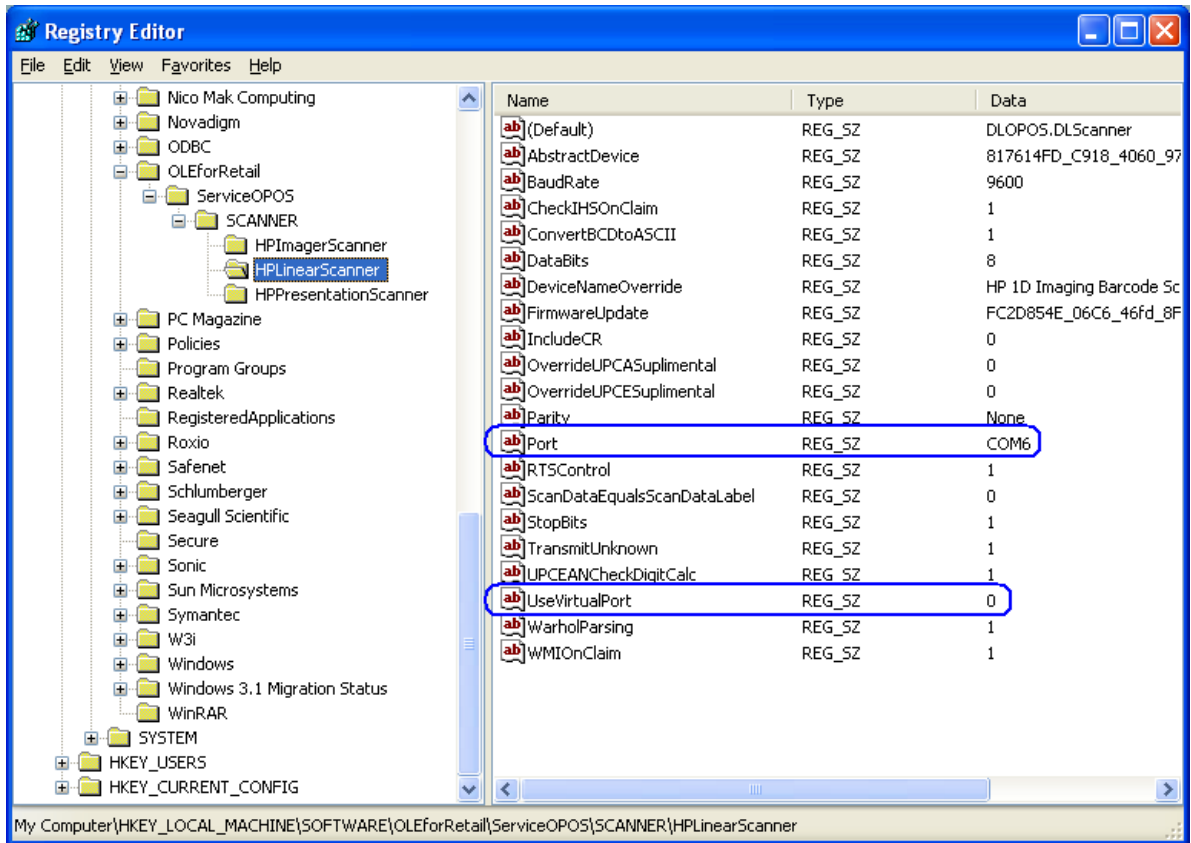 Registry Editor
File Edit View Favorites Help
Nico Mak Computing
Novadigm
ODBC
OLEforRetail
ServiceOPOS
SCANNER
HPImagerScanner
HPLinearScanner
HPPresentationScanner
PC Magazine
Policies
Program Groups
Realtek
RegisteredApplications
Roxio
Safenet
Schlumberger
Seagull Scientific
Secure
Sonic
Sun Microsystems
Symantec
W3i
Windows
Windows 3.1 Migration Status
WinRAR
SYSTEM
HKEY_USERS
HKEY_CURRENT_CONFIG
Name Type Data
(Default) REG_SZ DLOPOS.DLScanner
AbstractDevice REG_SZ 817614FD_C918_4060_97
BaudRate REG_SZ 9600
CheckIHSOnClaim REG_SZ 1
ConvertBCDtoASCII REG_SZ 1
DataBits REG_SZ 8
DeviceNameOverride REG_SZ HP 1D Imaging Barcode Sc
FirmwareUpdate REG_SZ FC2D854E_06C6_46fd_8F
IncludeCR REG_SZ 0
OverrideUPCASuplimental REG_SZ 0
OverrideUPCESuplimental REG_SZ 0
Parity REG_SZ None
Port REG_SZ COM6
RTSControl REG_SZ 1
ScanDataEqualsScanDataLabel REG_SZ 0
StopBits REG_SZ 1
TransmitUnknown REG_SZ 1
UPCEANCheckDigitCalc REG_SZ 1
UseVirtualPort REG_SZ 0
WarholParsing REG_SZ 1
WMIOnClaim REG_SZ 1
My Computer\HKEY_LOCAL_MACHINE\SOFTWARE\OLEforRetail\ServiceOPOS\SCANNER\HPLinearScanner